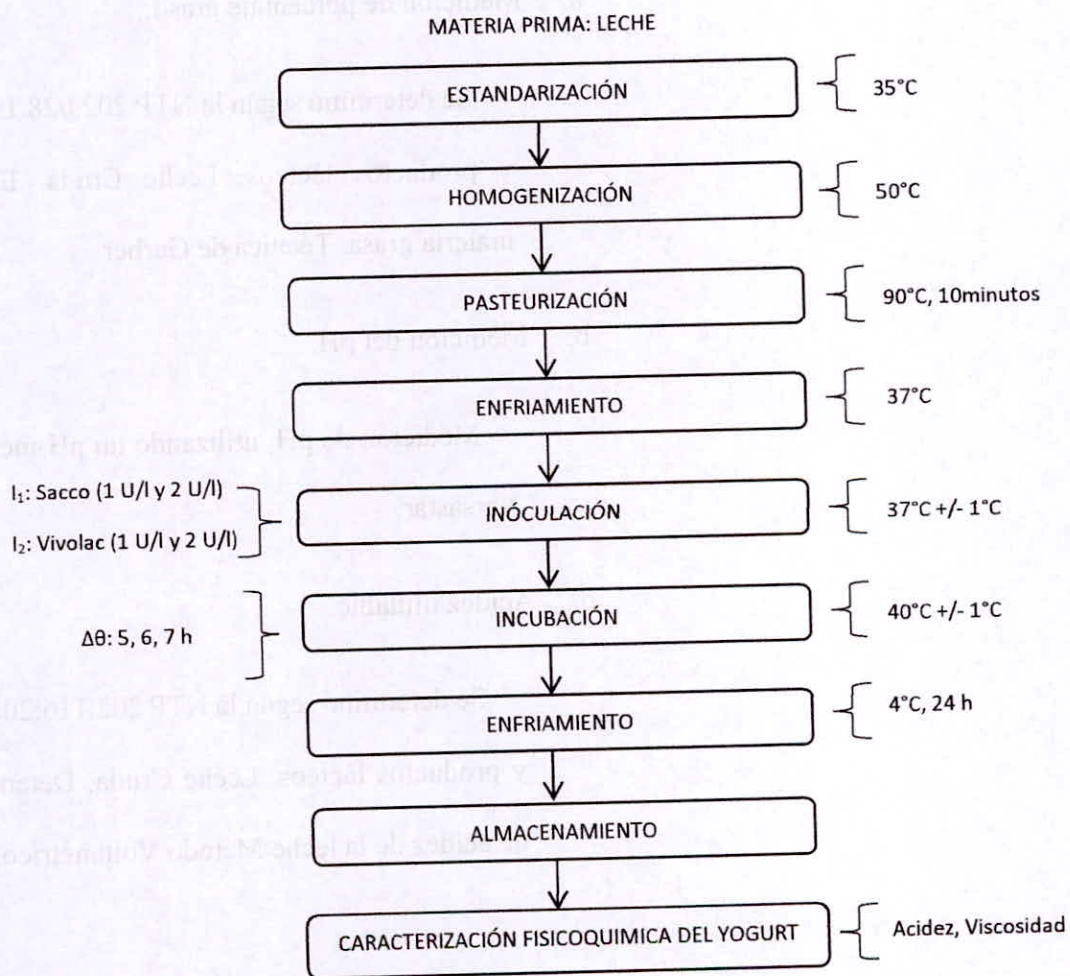 MATERIA PRIMA: LECHE
ESTANDARIZACIÓN
35°C
HOMOGENIZACIÓN
50°C
PASTEURIZACIÓN
90°C, 10minutos
ENFRIAMIENTO
37°C
I₁: Sacco (1 U/l y 2 U/l)
I₂: Vivolac (1 U/l y 2 U/l)
INOCULACIÓN
37°C +/- 1°C
Δθ: 5, 6, 7 h
INCUBACIÓN
40°C +/- 1°C
ENFRIAMIENTO
4°C, 24 h
ALMACENAMIENTO
CARACTERIZACIÓN FISICOQUIMICA DEL YOGURT
Acidez, Viscosidad